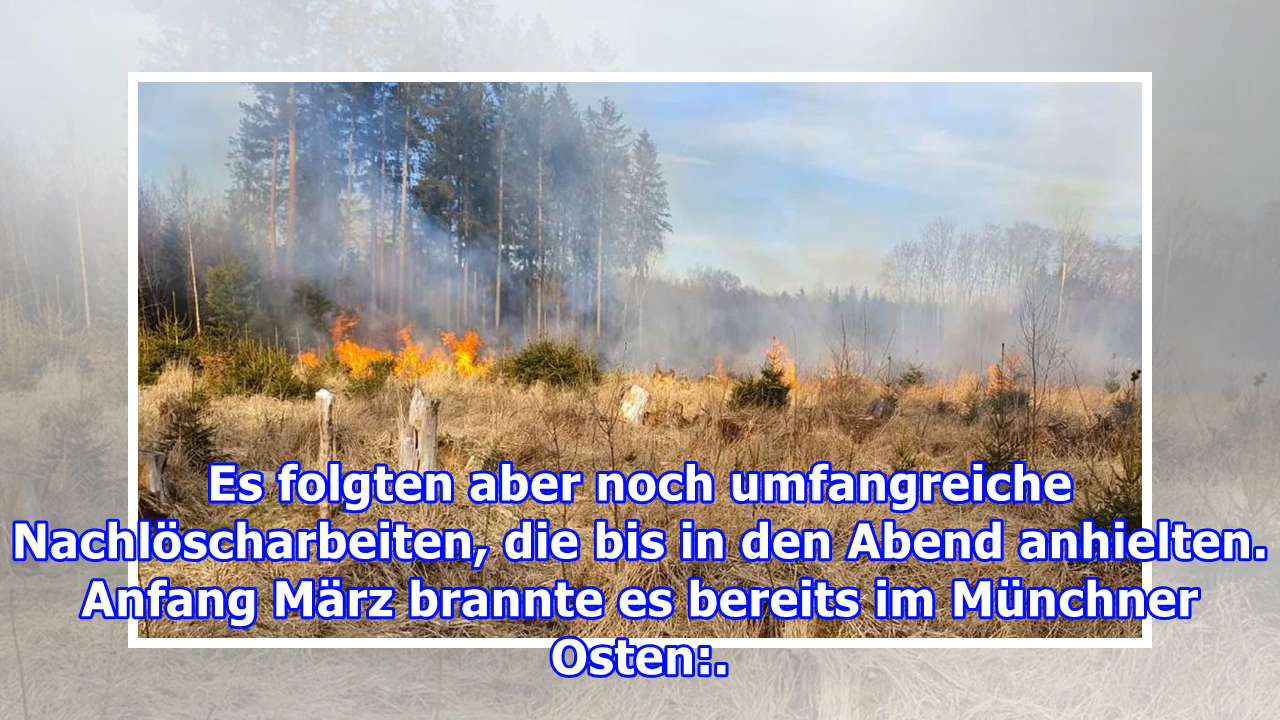 Es folgten aber noch umfangreiche
Nachlöscharbeiten, die bis in den Abend anhielten.
Anfang März brannte es bereits im Münchner
Osten:.